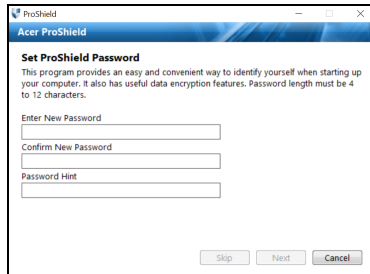 ProShield
Acer ProShield
Set ProShield Password
This program provides an easy and convenient way to identify yourself when starting up
your computer. It also has useful data encryption features. Password length must be 4
to 12 characters.
Enter New Password
Confirm New Password
Password Hint
Skip Next Cancel